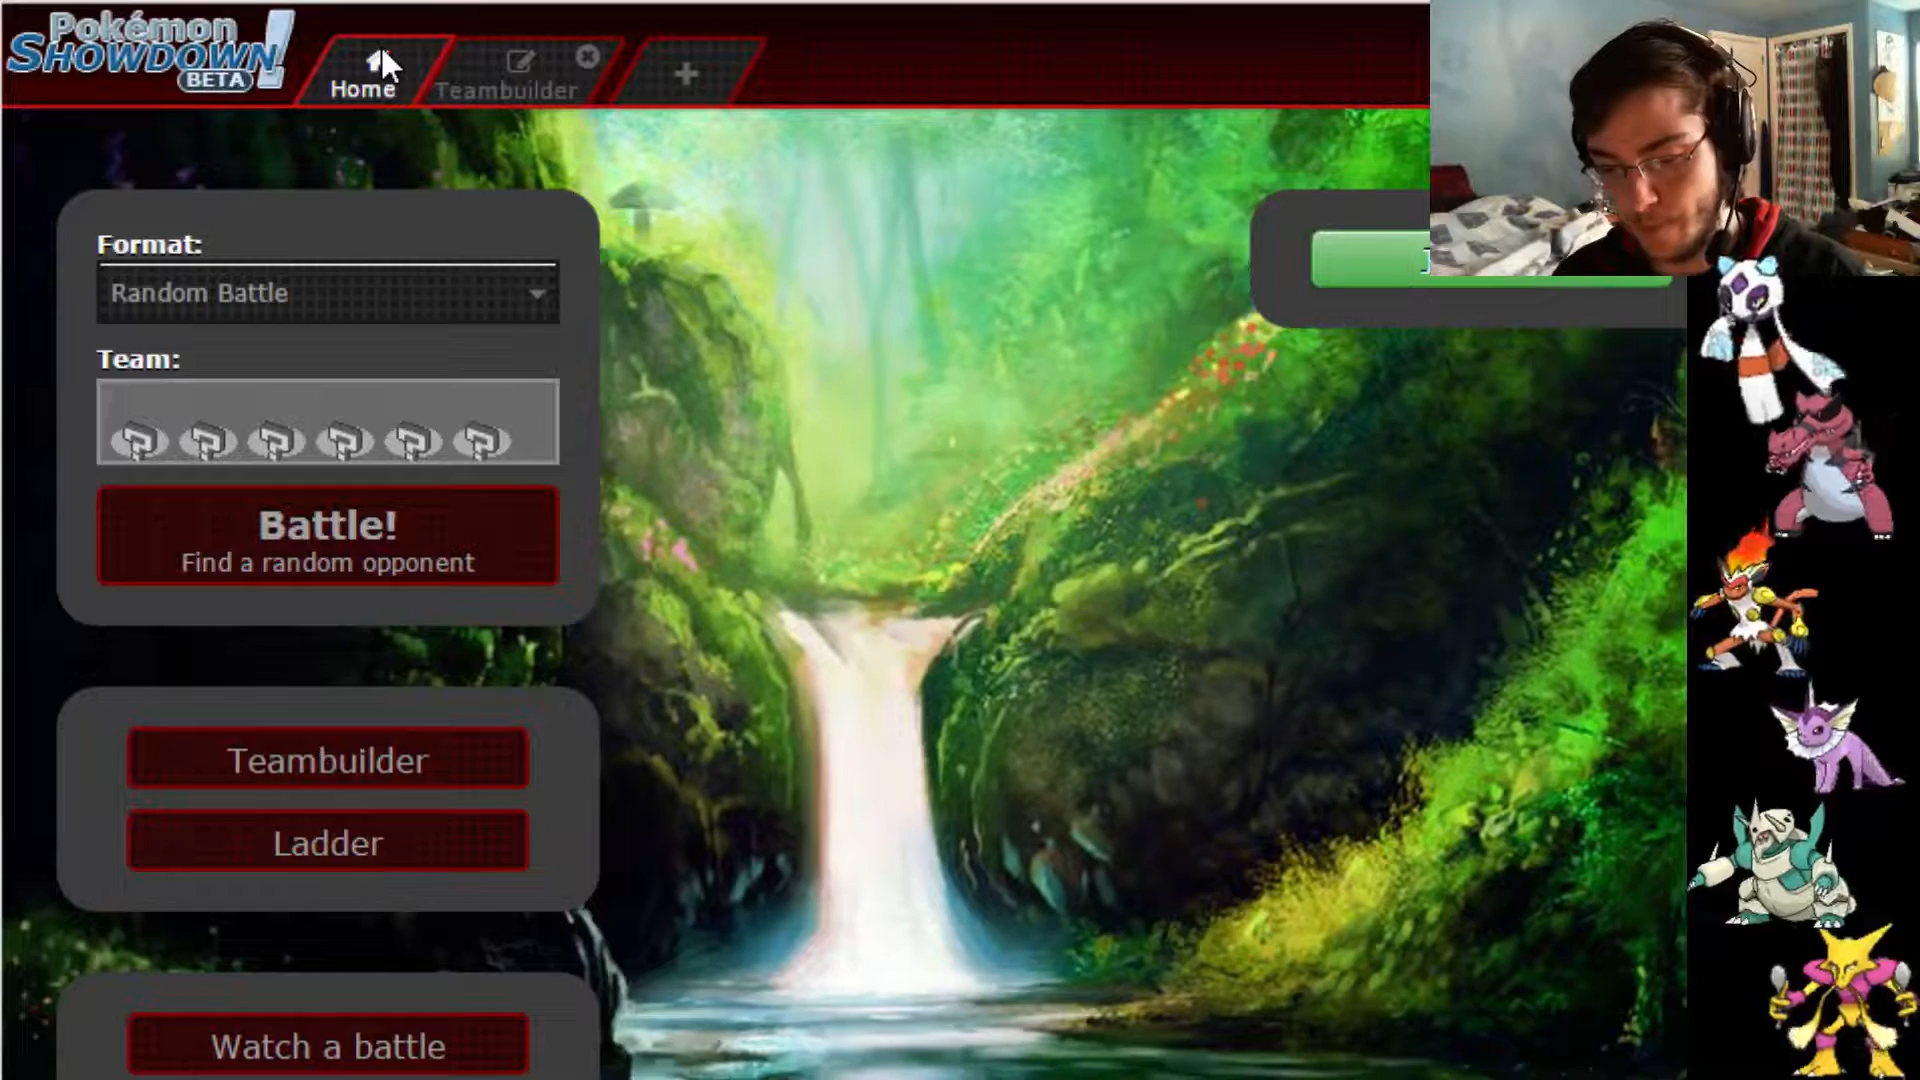 Pokémon
SHOWDOWN!
BETA
Home
Teambuilder
Format:
Random Battle
Team:
Battle!
Find a random opponent
Teambuilder
Ladder
Watch a battle